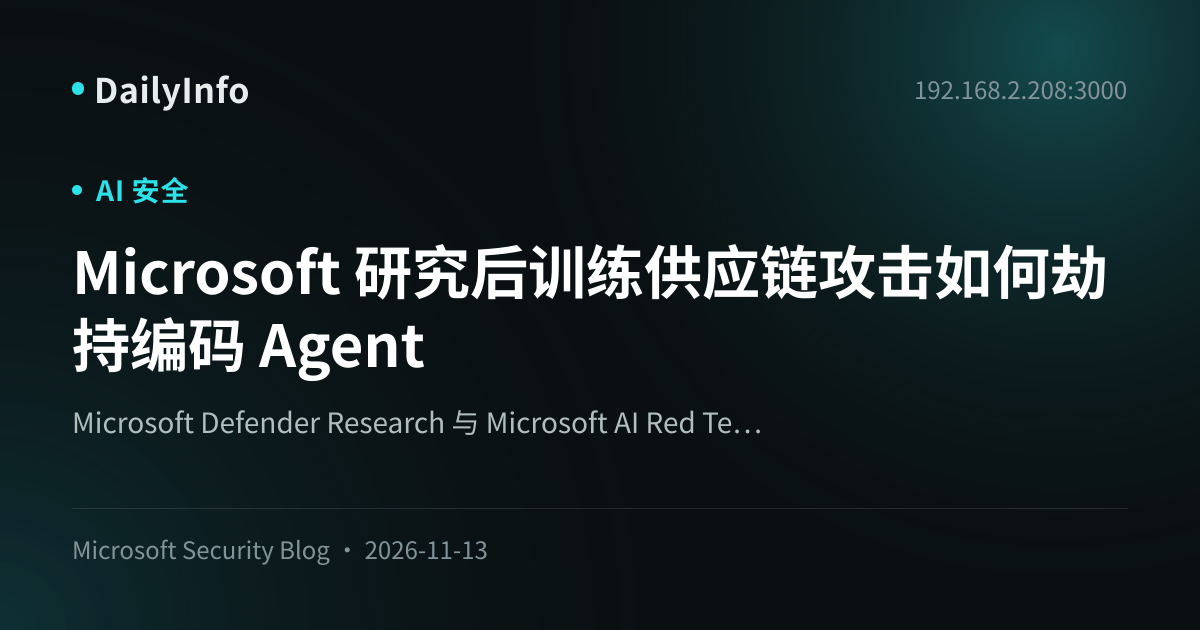 DailyInfo
192.168.2.208:3000
AI 安全
Microsoft 研究后训练供应链攻击如何劫
持编码 Agent
Microsoft Defender Research 与 Microsoft AI Red Te…
Microsoft Security Blog · 2026-11-13